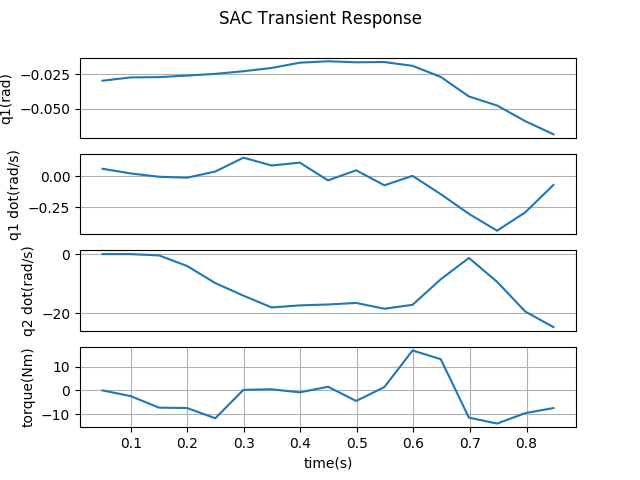 SAC Transient Response
q1(rad)
−0.025
−0.050
q1 dot(rad/s)
0.00
−0.25
q2 dot(rad/s)
0
−20
torque(Nm)
10
0
−10
0.1 0.2 0.3 0.4 0.5 0.6 0.7 0.8
time(s)